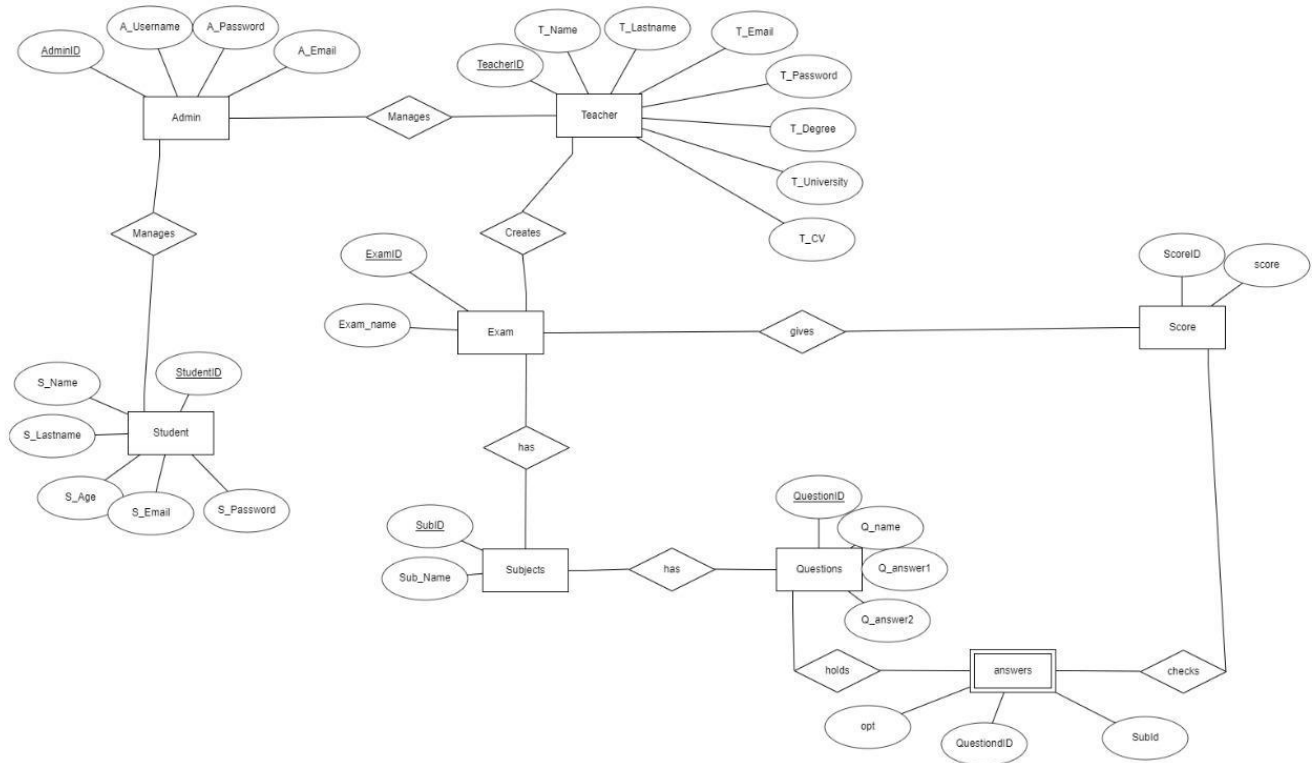 A_Username
A_Password
AdminID
A_Email
Admin
Manages
T_Name
T_Lastname
T_Email
TeacherID
T_Password
Teacher
T_Degree
T_University
T_CV
Manages
Creates
ExamID
Exam_name
Exam
gives
ScoreID
score
Score
S_Name
StudentID
S_Lastname
Student
S_Age
S_Email
S_Password
has
SubID
Sub_Name
Subjects
has
QuestionID
Q_name
Questions
Q_answer1
Q_answer2
holds
answers
checks
opt
QuestiondID
SubId